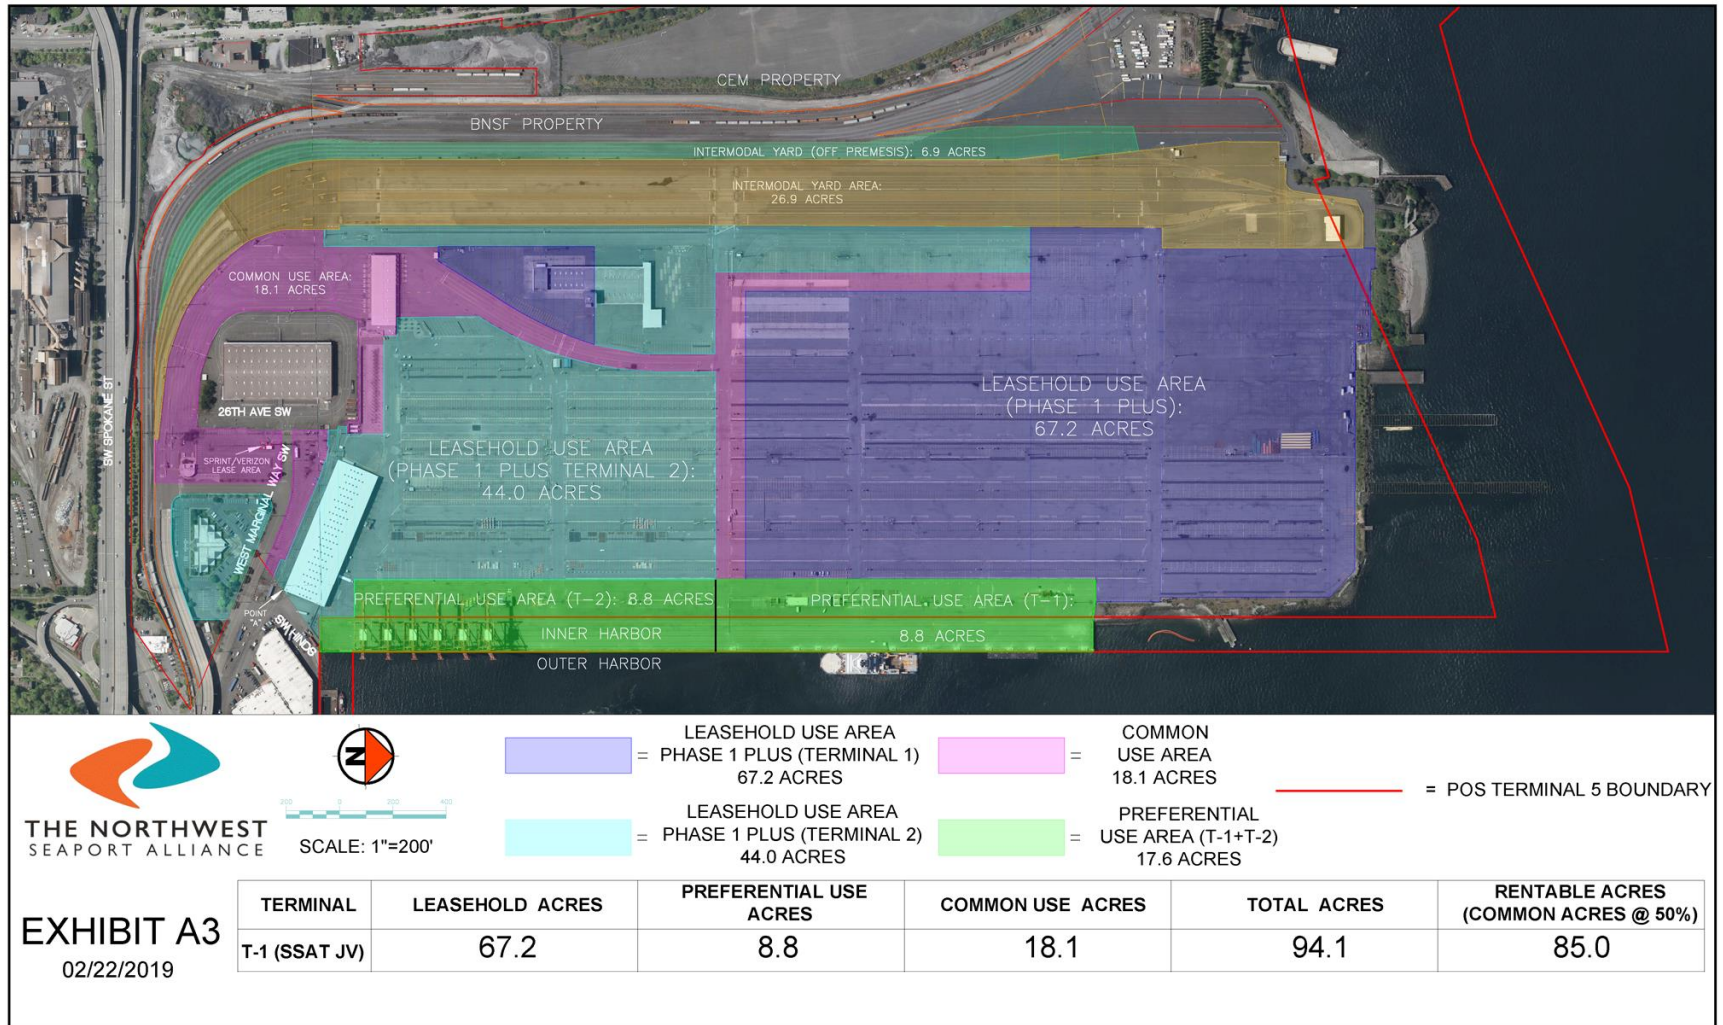 CEM PROPERTY
BNSF PROPERTY
INTERMODAL YARD (OFF PREMESIS): 6.9 ACRES
INTERMODAL YARD AREA:
26.9 ACRES
COMMON USE AREA:
18.1 ACRES
SW SPOKANE ST
26TH AVE SW
SPRINT/VERIZON
LEASE AREA
WEST MARGINAL WAY SW
LEASEHOLD USE AREA
(PHASE 1 PLUS TERMINAL 2):
44.0 ACRES
LEASEHOLD USE AREA
(PHASE 1 PLUS):
67.2 ACRES
POINT
"A"
SW HINDS
PREFERENTIAL USE AREA (T-2): 8.8 ACRES
PREFERENTIAL USE AREA (T-1):
8.8 ACRES
INNER HARBOR
OUTER HARBOR
THE NORTHWEST
SEAPORT ALLIANCE
N
200 0 200 400
SCALE: 1"=200'
LEASEHOLD USE AREA
= PHASE 1 PLUS (TERMINAL 1)
67.2 ACRES
LEASEHOLD USE AREA
= PHASE 1 PLUS (TERMINAL 2)
44.0 ACRES
COMMON
= USE AREA
18.1 ACRES
PREFERENTIAL
= USE AREA (T-1+T-2)
17.6 ACRES
= POS TERMINAL 5 BOUNDARY
EXHIBIT A3
02/22/2019
TERMINAL LEASEHOLD ACRES PREFERENTIAL USE ACRES COMMON USE ACRES TOTAL ACRES RENTABLE ACRES (COMMON ACRES @ 50%)
T-1 (SSAT JV) 67.2 8.8 18.1 94.1 85.0